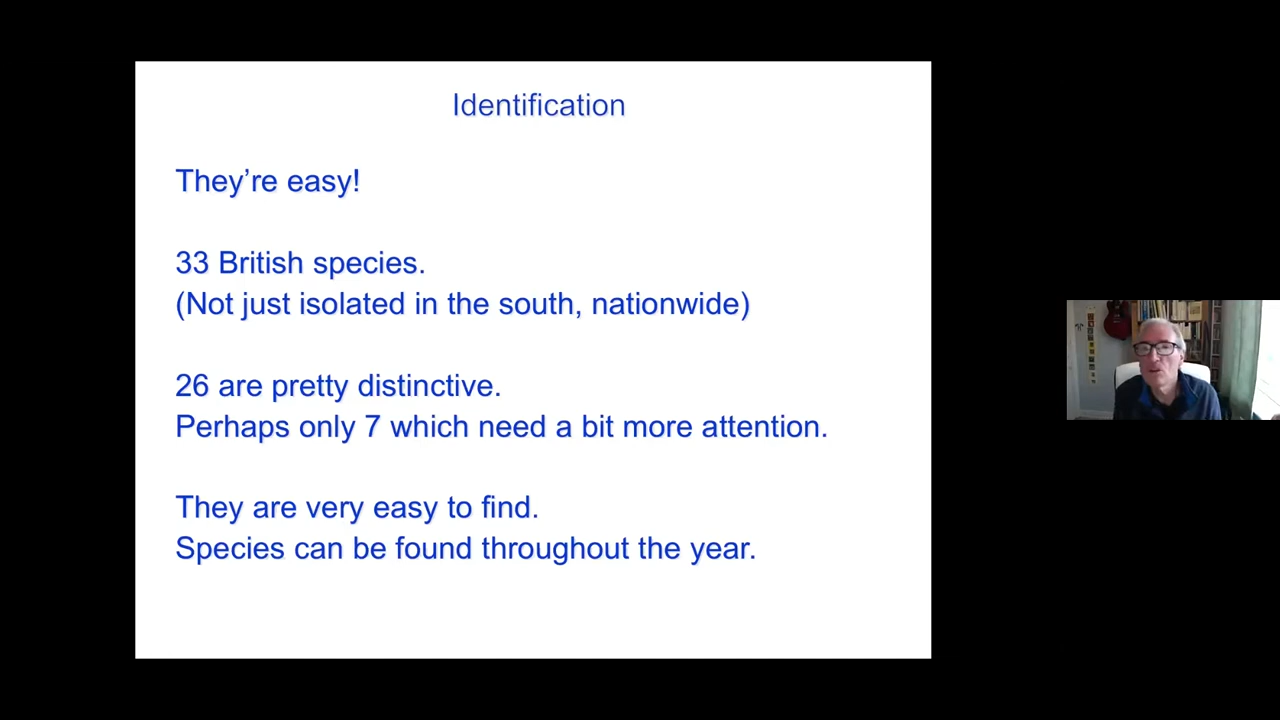 Identification
They’re easy!
33 British species.
(Not just isolated in the south, nationwide)
26 are pretty distinctive.
Perhaps only 7 which need a bit more attention.
They are very easy to find.
Species can be found throughout the year.